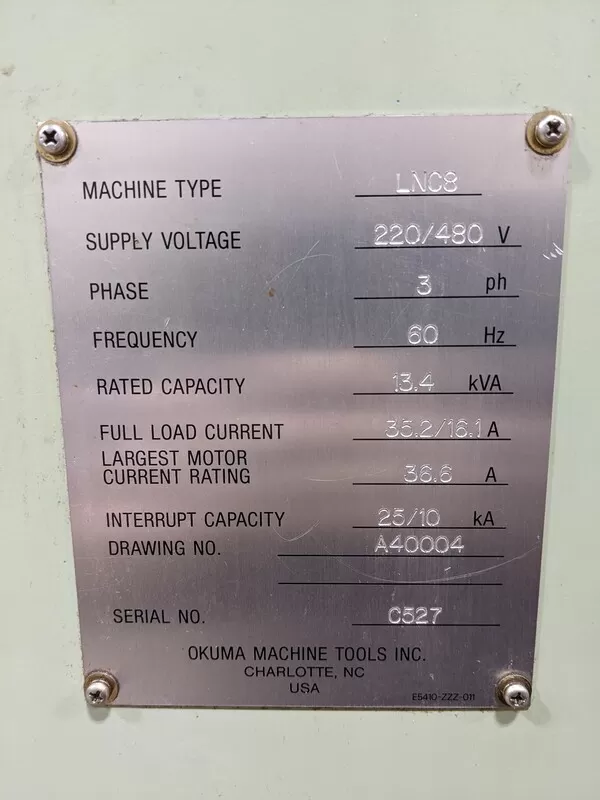 MACHINE TYPE LNC8
SUPPLY VOLTAGE 220/480 V
PHASE 3 ph
FREQUENCY 60 Hz
RATED CAPACITY 13.4 kVA
FULL LOAD CURRENT 35.2/16.1 A
LARGEST MOTOR
CURRENT RATING 36.6 A
INTERRUPT CAPACITY 25/10 kA
DRAWING NO. A40004
SERIAL NO. C527
OKUMA MACHINE TOOLS INC.
CHARLOTTE, NC
USA
E5410-ZZZ-011